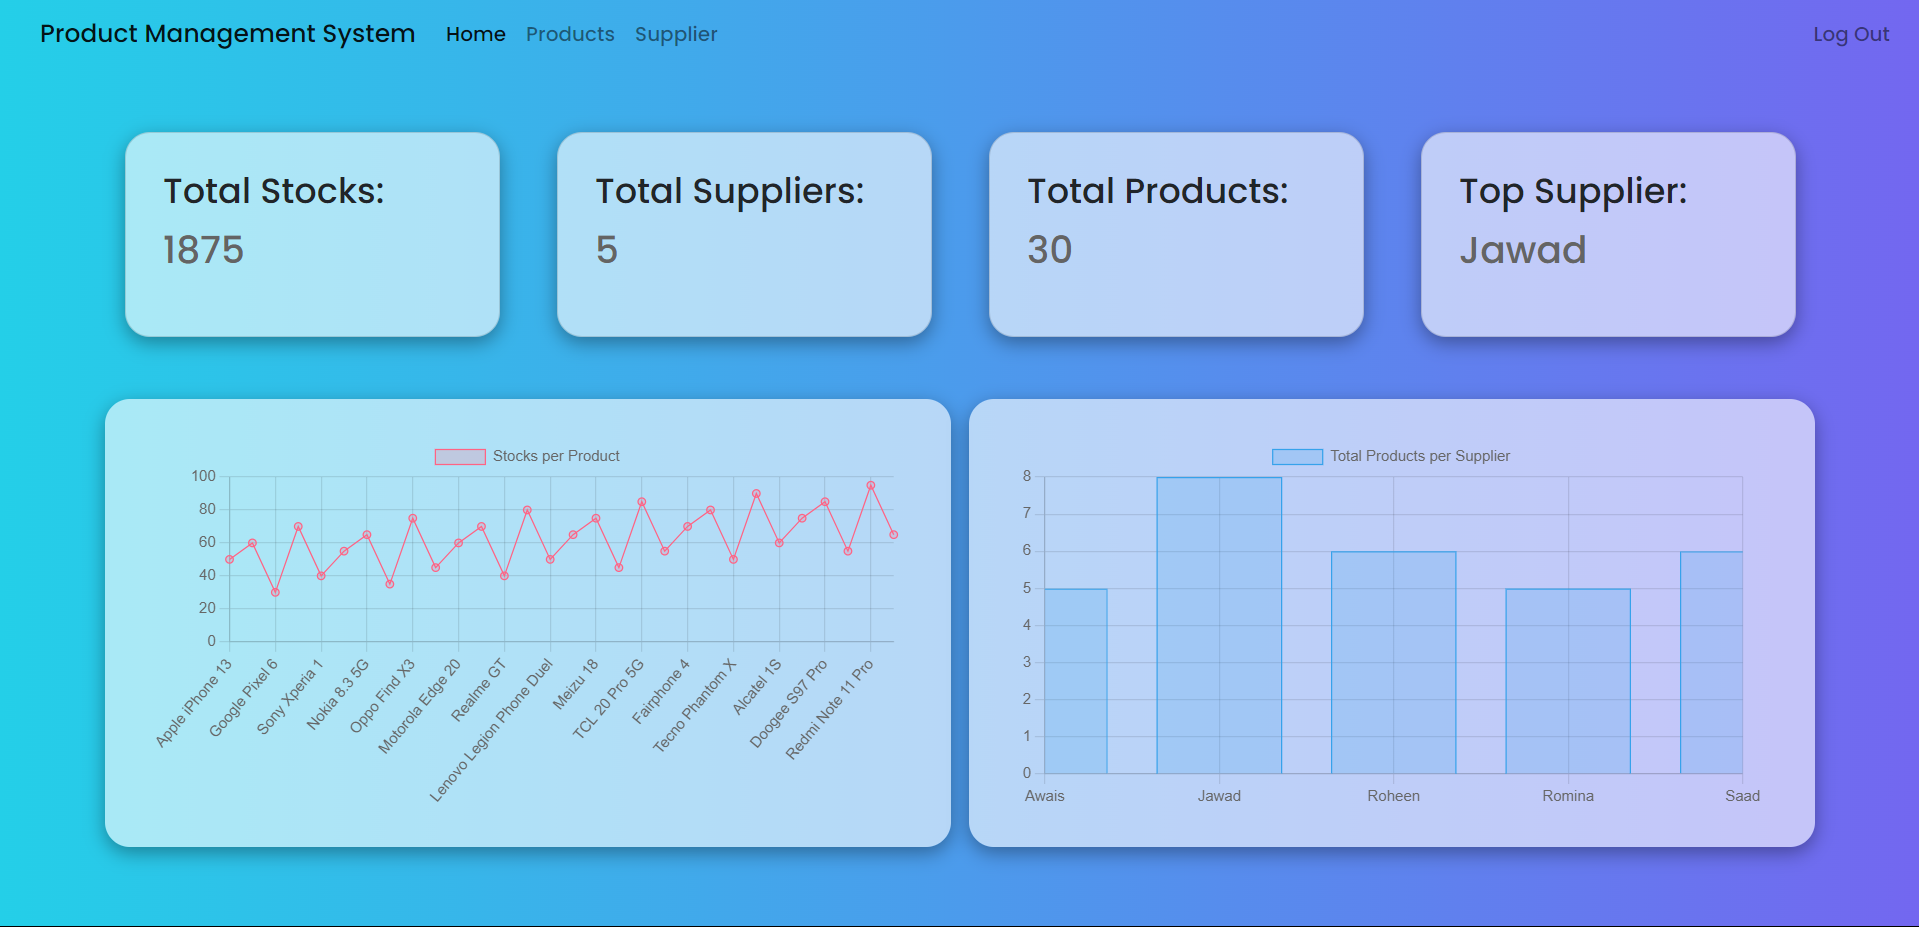 Product Management System Home Products Supplier Log Out
Total Stocks:
1875
Total Suppliers:
5
Total Products:
30
Top Supplier:
Jawad
Stocks per Product
100
80
60
40
20
0
Apple iPhone 13
Google Pixel 6
Sony Xperia 1
Nokia 8.3 5G
Oppo Find X3
Motorola Edge 20
Realme GT
Lenovo Legion Phone Duel
Meizu 18
TCL 20 Pro 5G
Fairphone 4
Tecno Phantom X
Alcatel 1S
Doogee S97 Pro
Redmi Note 11 Pro
Total Products per Supplier
8
7
6
5
4
3
2
1
0
Awais Jawad Roheen Romina Saad